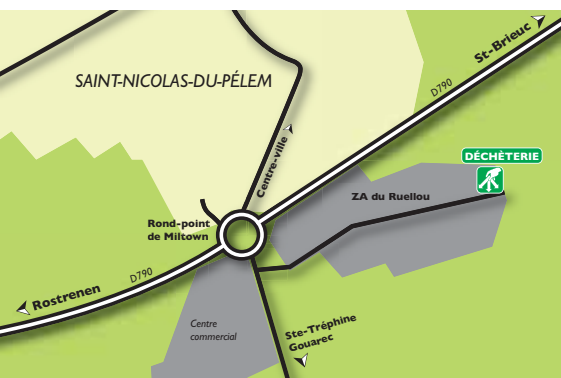 St-Brieuc
D790
SAINT-NICOLAS-DU-PÉLEM
Centre-ville
DÉCHÈTERIE
ZA du Ruellou
Rond-point
de Miltown
D790
Rostrenen
Centre
commercial
Ste-Tréphine
Gouarec